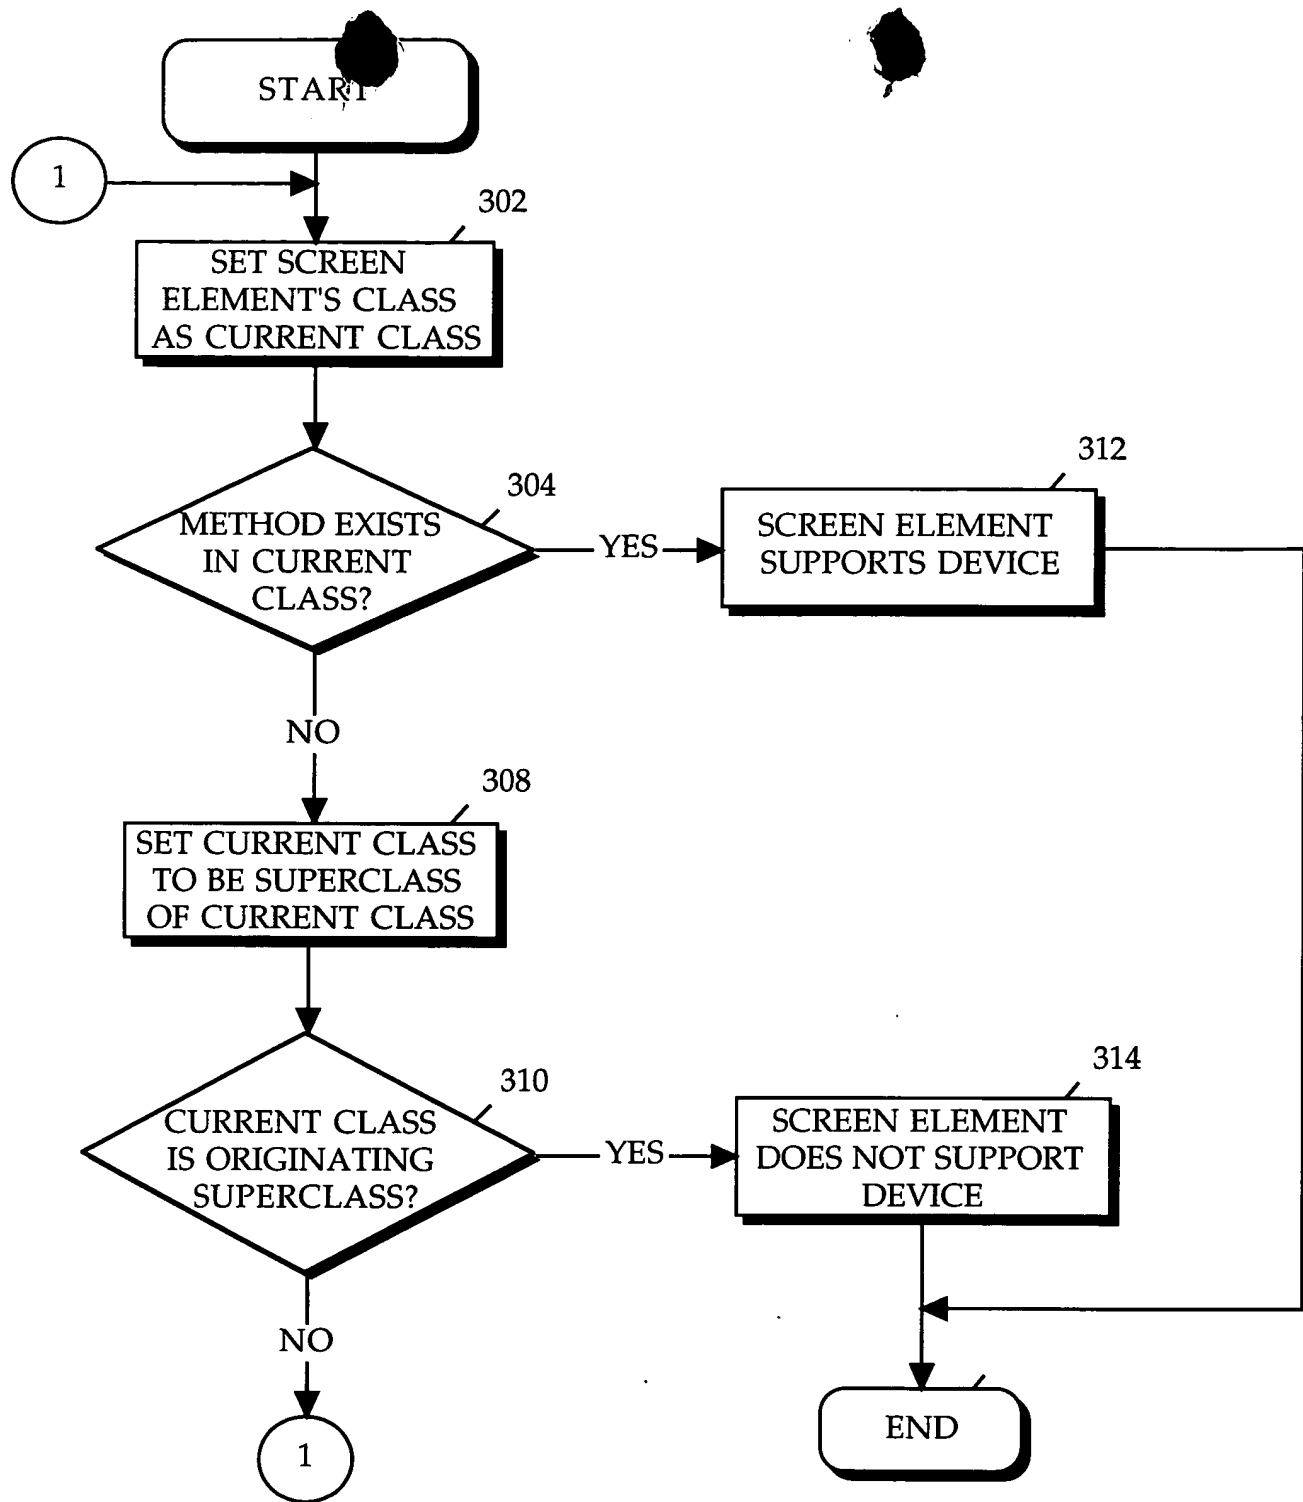 START
1
302
SET SCREEN
ELEMENT'S CLASS
AS CURRENT CLASS
304
METHOD EXISTS
IN CURRENT
CLASS?
YES
312
SCREEN ELEMENT
SUPPORTS DEVICE
NO
308
SET CURRENT CLASS
TO BE SUPERCLASS
OF CURRENT CLASS
310
CURRENT CLASS
IS ORIGINATING
SUPERCLASS?
YES
314
SCREEN ELEMENT
DOES NOT SUPPORT
DEVICE
NO
1
END